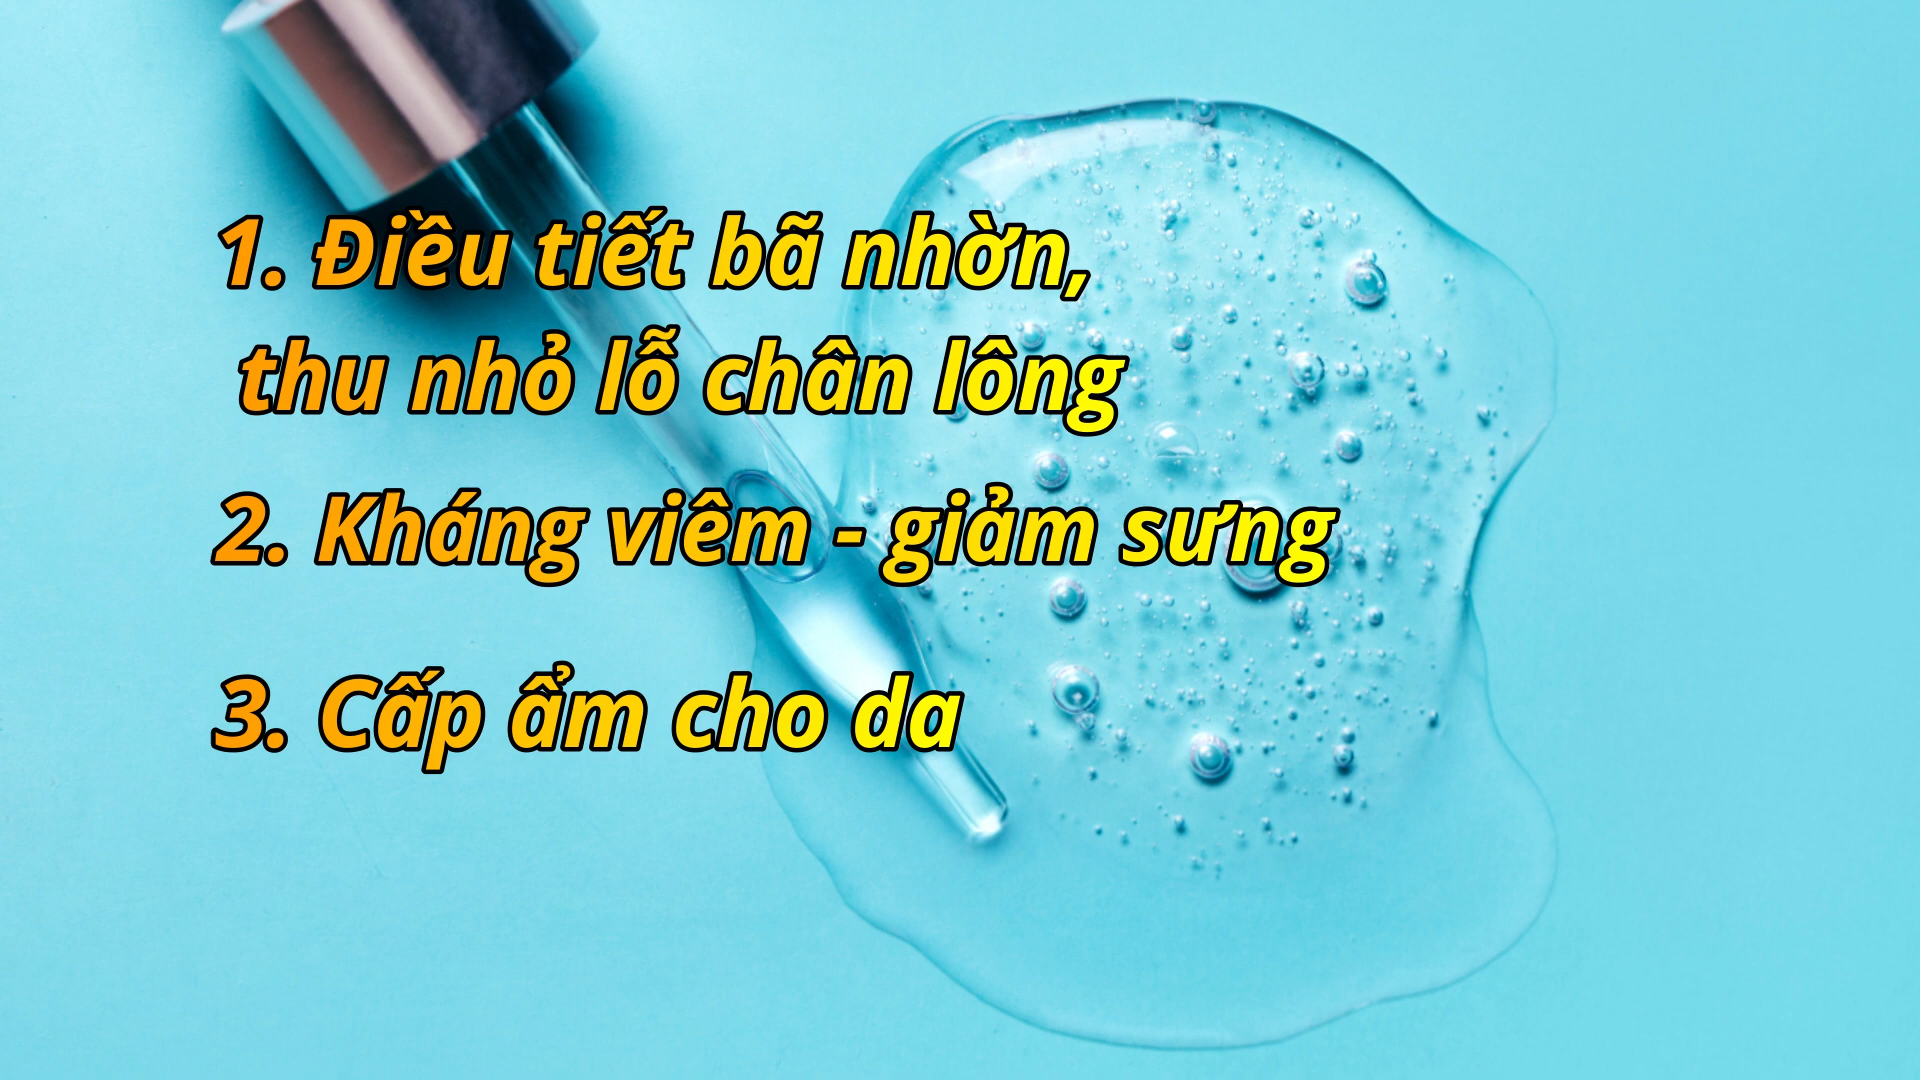 1. Điều tiết bã nhờn,
thu nhỏ lỗ chân lông
2. Kháng viêm - giảm sưng
3. Cấp ẩm cho da